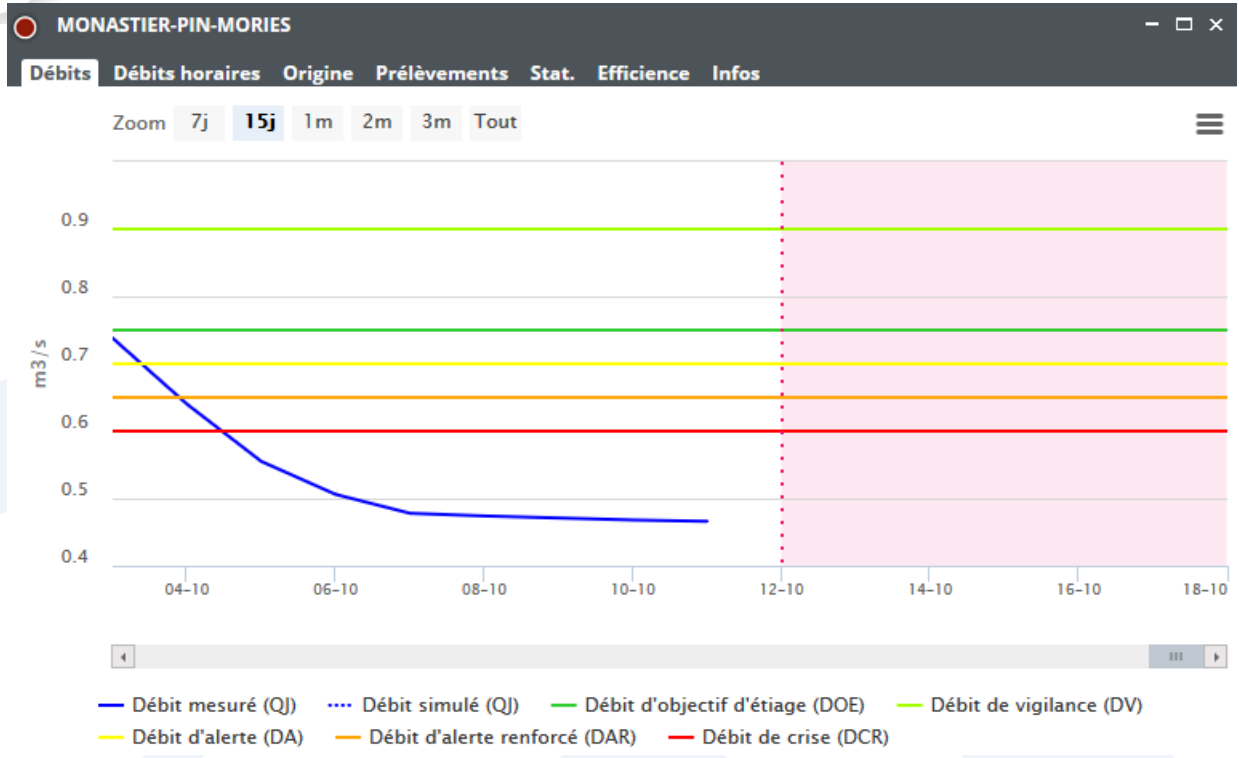 MONASTIER-PIN-MORIES
Débits Débits horaires Origine Prélèvements Stat. Efficience Infos
Zoom 7j 15j 1m 2m 3m Tout
0.9
0.8
0.7
0.6
0.5
0.4
m3/s
04-10 06-10 08-10 10-10 12-10 14-10 16-10 18-10
Débit mesuré (QJ) Débit simulé (QJ) Débit d'objectif d'étiage (DOE) Débit de vigilance (DV)
Débit d'alerte (DA) Débit d'alerte renforcé (DAR) Débit de crise (DCR)